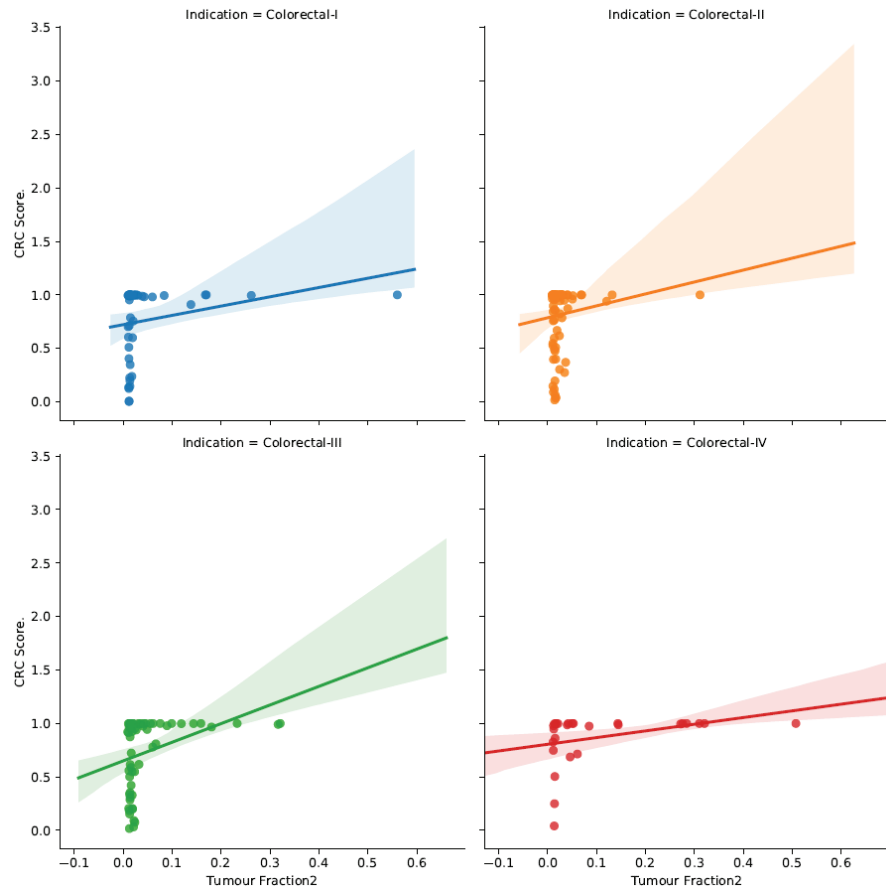 Indication = Colorectal-I
Indication = Colorectal-II
3.5
3.0
2.5
2.0
1.5
1.0
0.5
0.0
CRC Score.
Indication = Colorectal-III
Indication = Colorectal-IV
3.5
3.0
2.5
2.0
1.5
1.0
0.5
0.0
CRC Score.
−0.1 0.0 0.1 0.2 0.3 0.4 0.5 0.6
Tumour Fraction2
−0.1 0.0 0.1 0.2 0.3 0.4 0.5 0.6
Tumour Fraction2